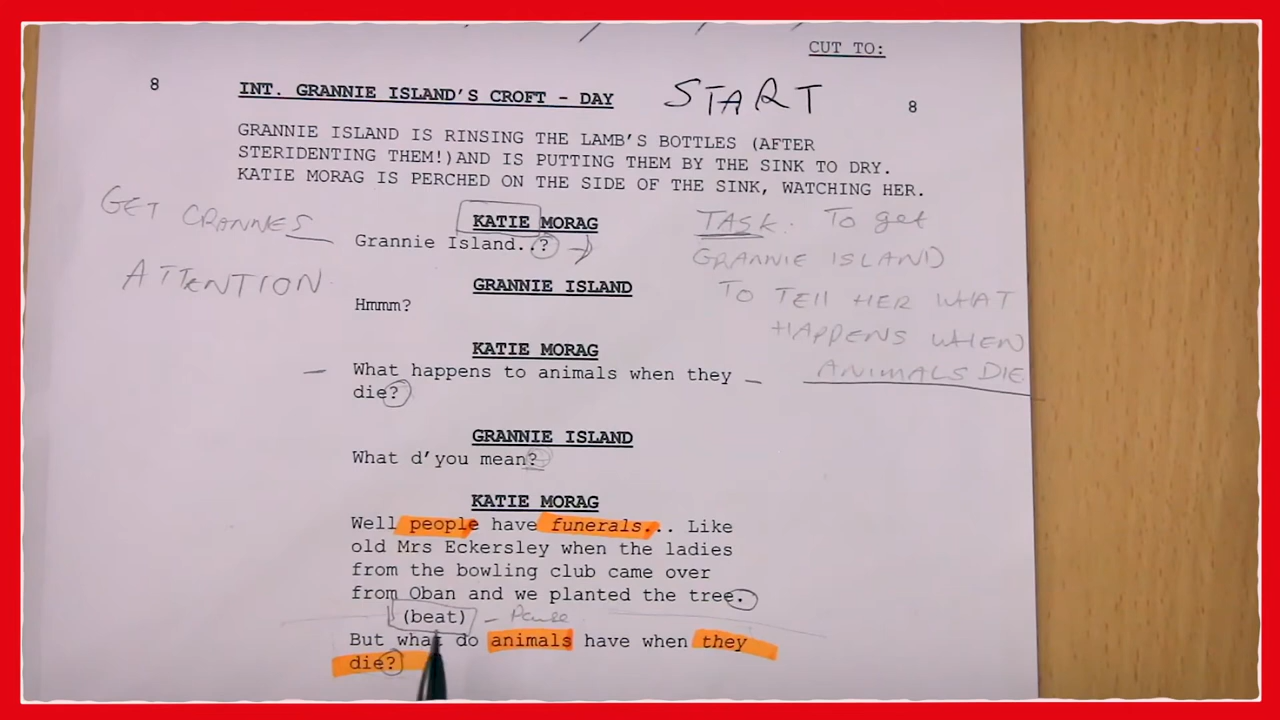 CUT TO:
8 INT. GRANNIE ISLAND'S CROFT - DAY START 8
GRANNIE ISLAND IS RINSING THE LAMB'S BOTTLES (AFTER
STERIDENTING THEM!)AND IS PUTTING THEM BY THE SINK TO DRY.
KATIE MORAG IS PERCHED ON THE SIDE OF THE SINK, WATCHING HER.
GET GRANNIES
ATTENTION
KATIE MORAG
Grannie Island..?
TASK: To get
GRANNIE ISLAND
TO TELL HER WHAT
HAPPENS WHEN
ANIMALS DIE
GRANNIE ISLAND
Hmmm?
KATIE MORAG
What happens to animals when they
die?
GRANNIE ISLAND
What d'you mean?
KATIE MORAG
Well people have funerals... Like
old Mrs Eckersley when the ladies
from the bowling club came over
from Oban and we planted the tree.
(beat) - Pause
But what do animals have when they
die?